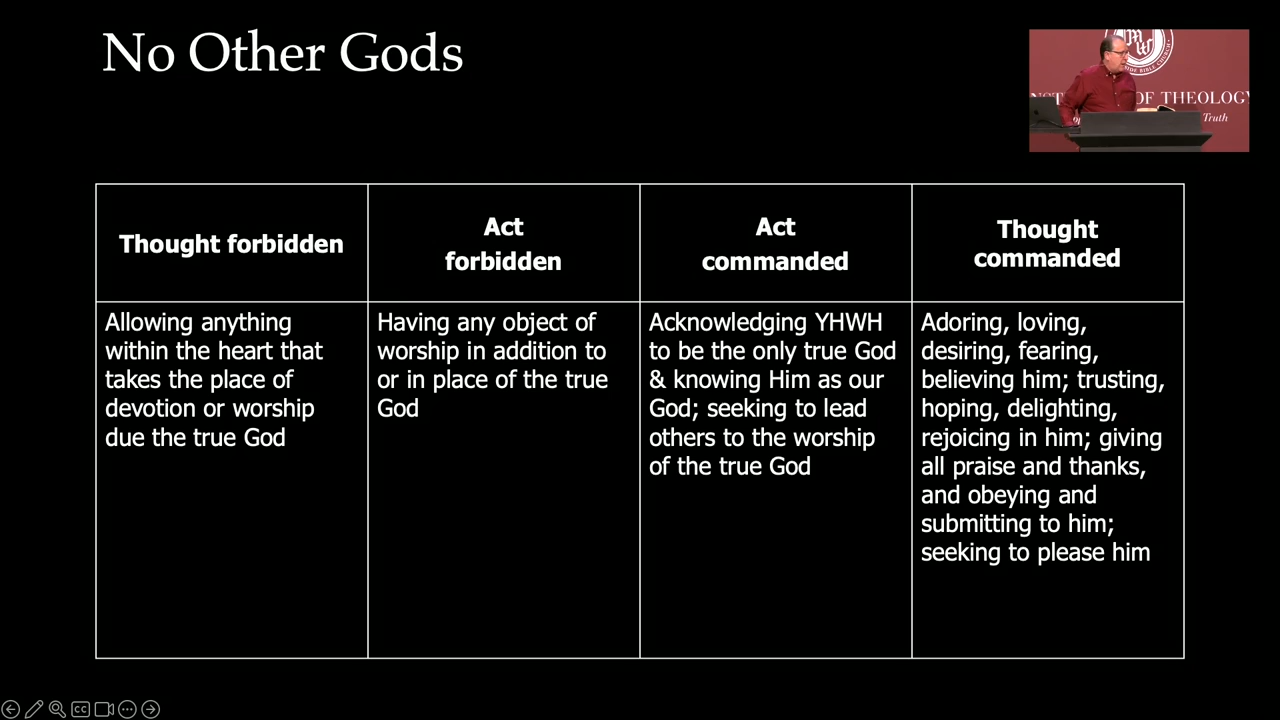 No Other Gods
OF THEOLOGY
Truth
Thought forbidden
Act
forbidden
Act
commanded
Thought
commanded
Allowing anything
within the heart that
takes the place of
devotion or worship
due the true God
Having any object of
worship in addition to
or in place of the true
God
Acknowledging YHWH
to be the only true God
& knowing Him as our
God; seeking to lead
others to the worship
of the true God
Adoring, loving,
desiring, fearing,
believing him; trusting,
hoping, delighting,
rejoicing in him; giving
all praise and thanks,
and obeying and
submitting to him;
seeking to please him
CC